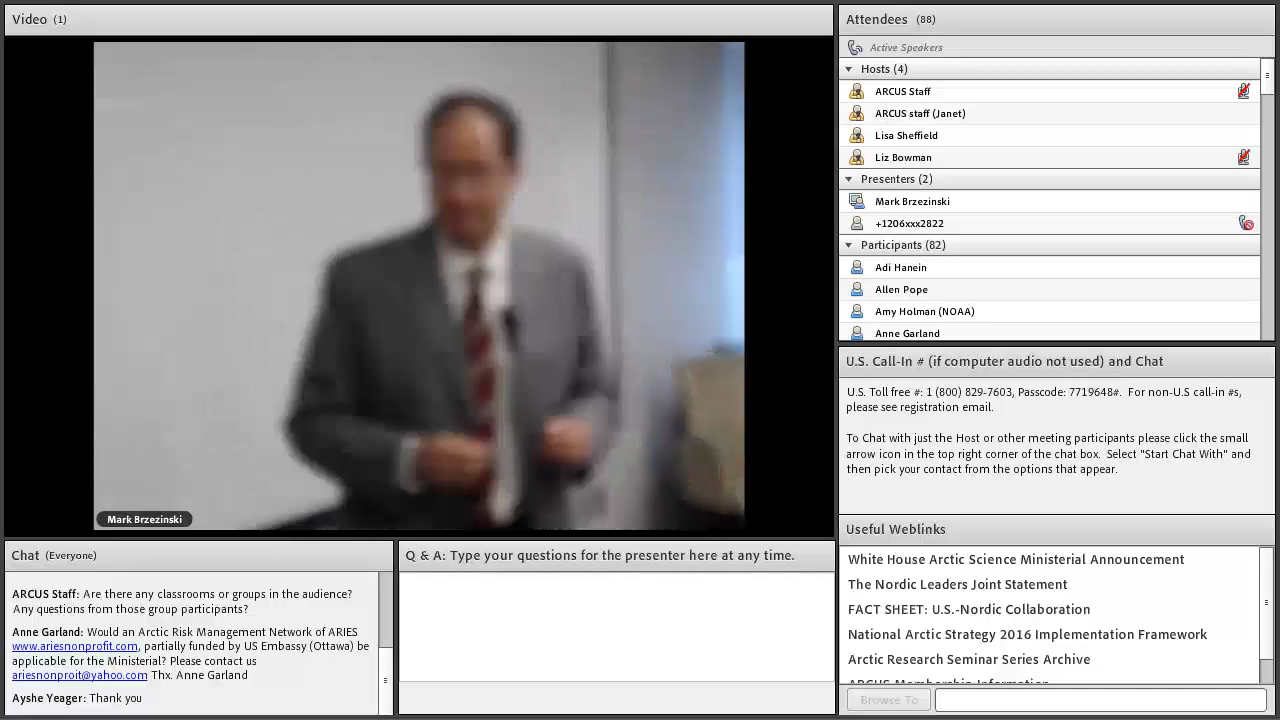 Video (1)
Mark Brzezinski
Attendees (88)
Active Speakers
Hosts (4)
ARCUS Staff
ARCUS staff (Janet)
Lisa Sheffield
Liz Bowman
Presenters (2)
Mark Brzezinski
+1206xxx2822
Participants (82)
Adi Hanein
Allen Pope
Amy Holman (NOAA)
Anne Garland
U.S. Call-In # (if computer audio not used) and Chat
U.S. Toll free #: 1 (800) 829-7603, Passcode: 7719648#.  For non-U.S call-in #s,
please see registration email.
To Chat with just the Host or other meeting participants please click the small
arrow icon in the top right corner of the chat box.  Select "Start Chat With" and
then pick your contact from the options that appear.
Chat (Everyone)
ARCUS Staff: Are there any classrooms or groups in the audience?
Any questions from those group participants?
Anne Garland: Would an Arctic Risk Management Network of ARIES
www.ariesnonprofit.com, partially funded by US Embassy (Ottawa) be
applicable for the Ministerial? Please contact us
ariesnonproit@yahoo.com Thx. Anne Garland
Ayshe Yeager: Thank you
Q & A: Type your questions for the presenter here at any time.
Useful Weblinks
White House Arctic Science Ministerial Announcement
The Nordic Leaders Joint Statement
FACT SHEET: U.S.-Nordic Collaboration
National Arctic Strategy 2016 Implementation Framework
Arctic Research Seminar Series Archive
ARCUS Membership Information
Browse To